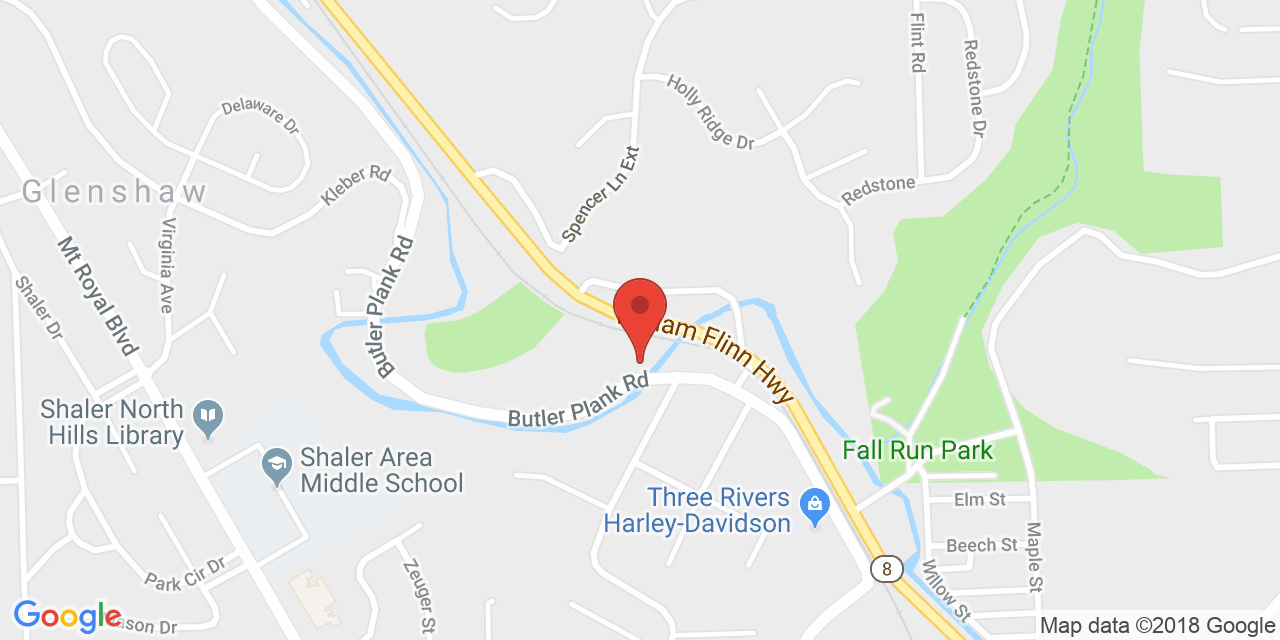 Flint Rd
Redstone Dr
Holly Ridge Dr
Delaware Dr
Kleber Rd
Glenshaw
Redstone
Spencer Ln Ext
Virginia Ave
Mt Royal Blvd
Butler Plank Rd
Shaler Dr
Flinn Hwy
Butler Plank Rd
Shaler North
Hills Library
Shaler Area
Middle School
Fall Run Park
Three Rivers
Harley-Davidson
Elm St
Beech St
Maple St
8
Willow St
Park Cir Dr
Zeuger St
Google
Dr
Map data ©2018 Google